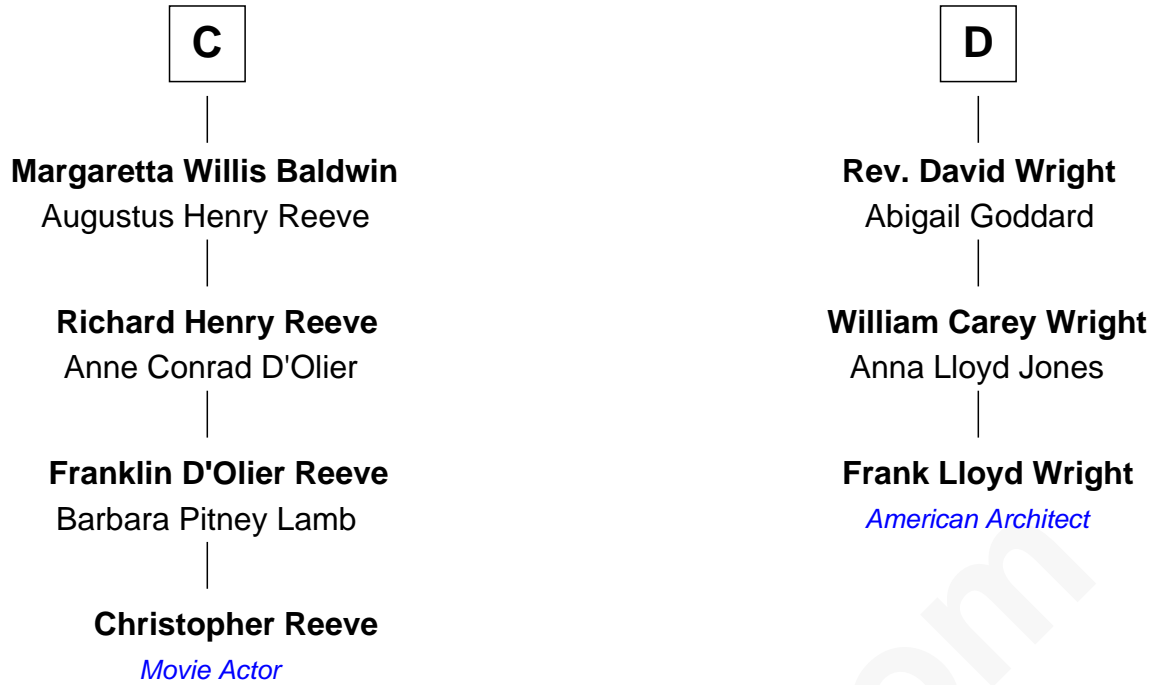 C
Margaretta Willis Baldwin
Augustus Henry Reeve
Richard Henry Reeve
Anne Conrad D'Olier
Franklin D'Olier Reeve
Barbara Pitney Lamb
Christopher Reeve
Movie Actor
D
Rev. David Wright
Abigail Goddard
William Carey Wright
Anna Lloyd Jones
Frank Lloyd Wright
American Architect
om